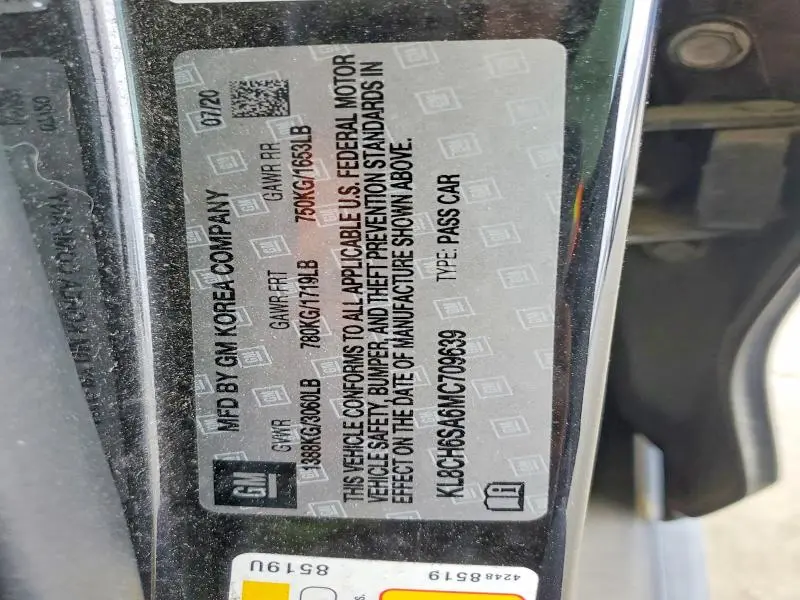 MFD BY GM KOREA COMPANY 07/20
GVWR GAWR FRT GAWR RR
1388KG/3060LB 780KG/1719LB 750KG/1653LB
THIS VEHICLE CONFORMS TO ALL APPLICABLE U.S. FEDERAL MOTOR
VEHICLE SAFETY, BUMPER, AND THEFT PREVENTION STANDARDS IN
EFFECT ON THE DATE OF MANUFACTURE SHOWN ABOVE.
KL8CH6SA6MC709639 TYPE: PASS CAR
GM
8519U
42488519